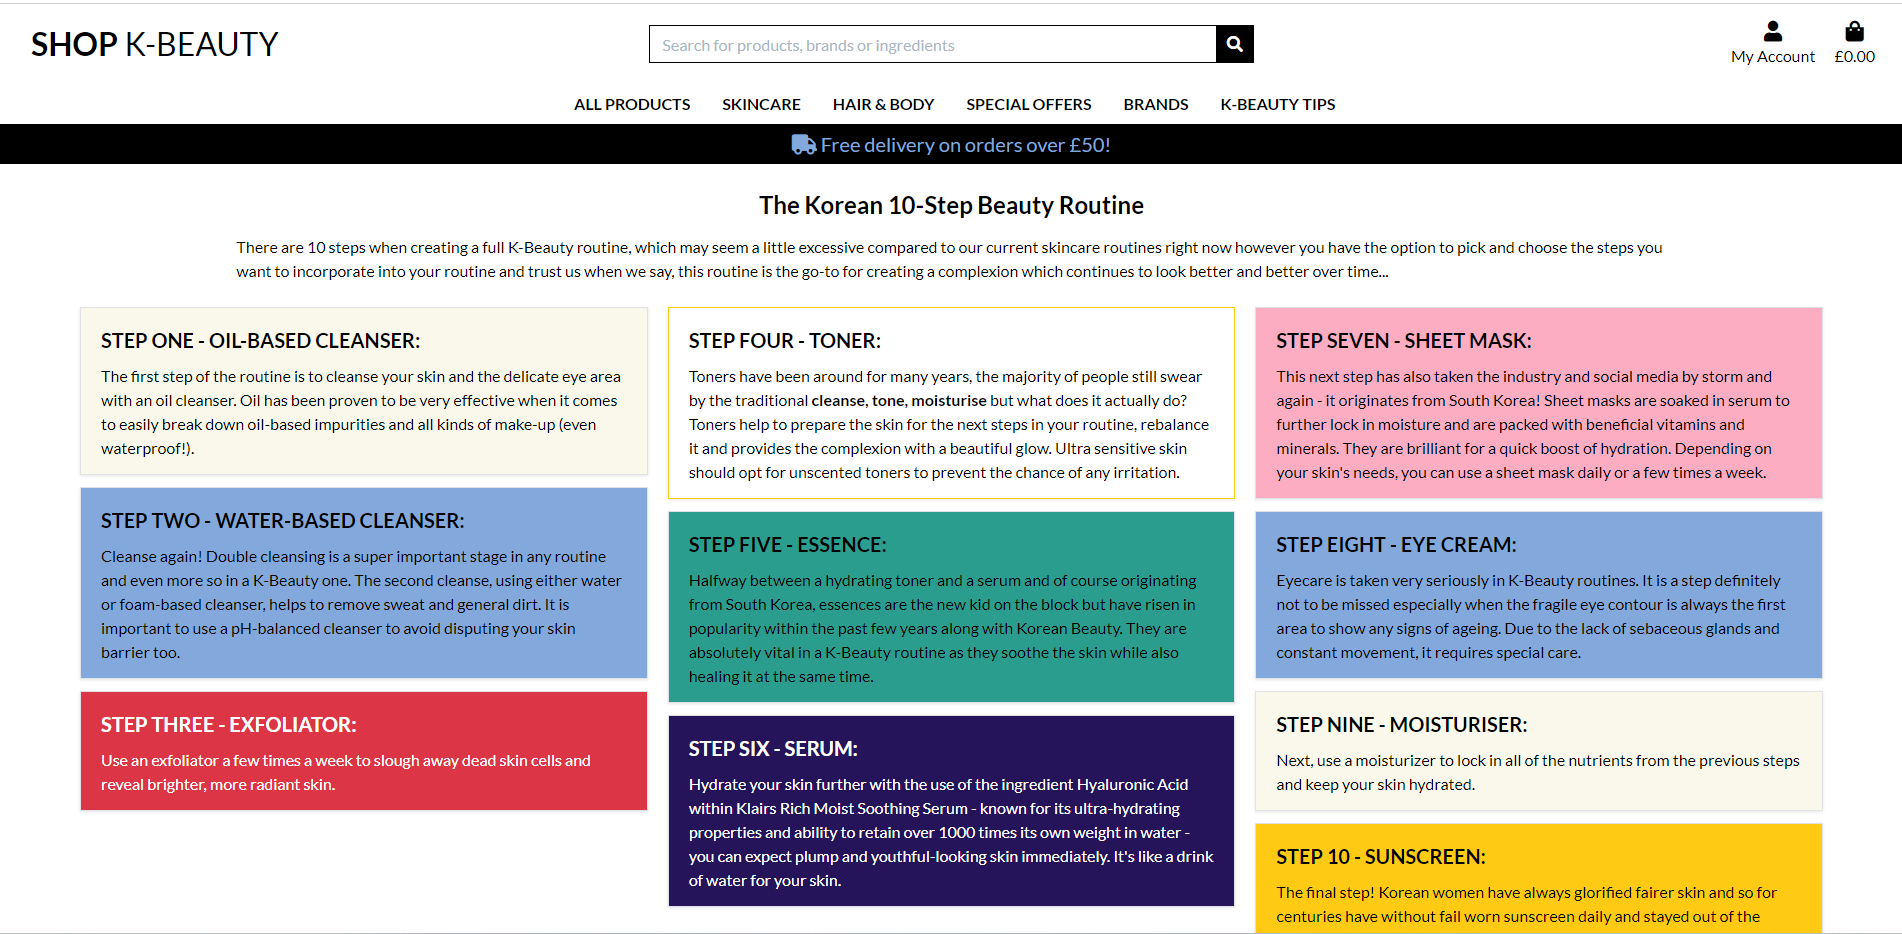 SHOP K-BEAUTY
Search for products, brands or ingredients
My Account
£0.00
ALL PRODUCTS
SKINCARE
HAIR & BODY
SPECIAL OFFERS
BRANDS
K-BEAUTY TIPS
Free delivery on orders over £50!
The Korean 10-Step Beauty Routine
There are 10 steps when creating a full K-Beauty routine, which may seem a little excessive compared to our current skincare routines right now however you have the option to pick and choose the steps you
want to incorporate into your routine and trust us when we say, this routine is the go-to for creating a complexion which continues to look better and better over time...
STEP ONE - OIL-BASED CLEANSER:
The first step of the routine is to cleanse your skin and the delicate eye area
with an oil cleanser. Oil has been proven to be very effective when it comes
to easily break down oil-based impurities and all kinds of make-up (even
waterproof!).
STEP TWO - WATER-BASED CLEANSER:
Cleanse again! Double cleansing is a super important stage in any routine
and even more so in a K-Beauty one. The second cleanse, using either water
or foam-based cleanser, helps to remove sweat and general dirt. It is
important to use a pH-balanced cleanser to avoid disputing your skin
barrier too.
STEP THREE - EXFOLIATOR:
Use an exfoliator a few times a week to slough away dead skin cells and
reveal brighter, more radiant skin.
STEP FOUR - TONER:
Toners have been around for many years, the majority of people still swear
by the traditional cleanse, tone, moisturise but what does it actually do?
Toners help to prepare the skin for the next steps in your routine, rebalance
it and provides the complexion with a beautiful glow. Ultra sensitive skin
should opt for unscented toners to prevent the chance of any irritation.
STEP FIVE - ESSENCE:
Halfway between a hydrating toner and a serum and of course originating
from South Korea, essences are the new kid on the block but have risen in
popularity within the past few years along with Korean Beauty. They are
absolutely vital in a K-Beauty routine as they soothe the skin while also
healing it at the same time.
STEP SIX - SERUM:
Hydrate your skin further with the use of the ingredient Hyaluronic Acid
within Klairs Rich Moist Soothing Serum - known for its ultra-hydrating
properties and ability to retain over 1000 times its own weight in water -
you can expect plump and youthful-looking skin immediately. It's like a drink
of water for your skin.
STEP SEVEN - SHEET MASK:
This next step has also taken the industry and social media by storm and
again - it originates from South Korea! Sheet masks are soaked in serum to
further lock in moisture and are packed with beneficial vitamins and
minerals. They are brilliant for a quick boost of hydration. Depending on
your skin's needs, you can use a sheet mask daily or a few times a week.
STEP EIGHT - EYE CREAM:
Eyecare is taken very seriously in K-Beauty routines. It is a step definitely
not to be missed especially when the fragile eye contour is always the first
area to show any signs of ageing. Due to the lack of sebaceous glands and
constant movement, it requires special care.
STEP NINE - MOISTURISER:
Next, use a moisturizer to lock in all of the nutrients from the previous steps
and keep your skin hydrated.
STEP 10 - SUNSCREEN:
The final step! Korean women have always glorified fairer skin and so for
centuries have without fail worn sunscreen daily and stayed out of the